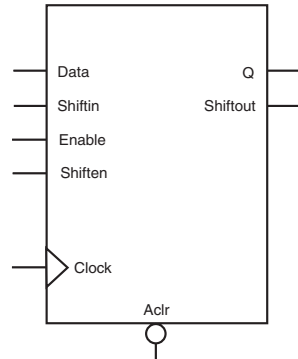 Data
Q
Shiftin
Shiftout
Enable
Shiften
Clock
Aclr